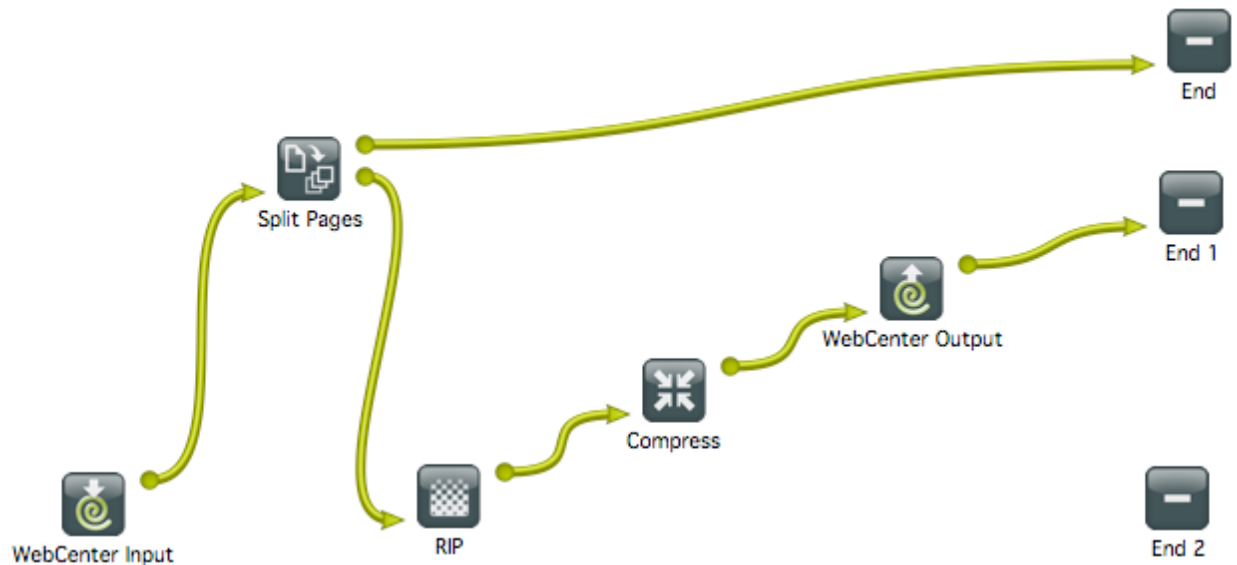 End
Split Pages
End 1
WebCenter Output
Compress
RIP
End 2
WebCenter Input